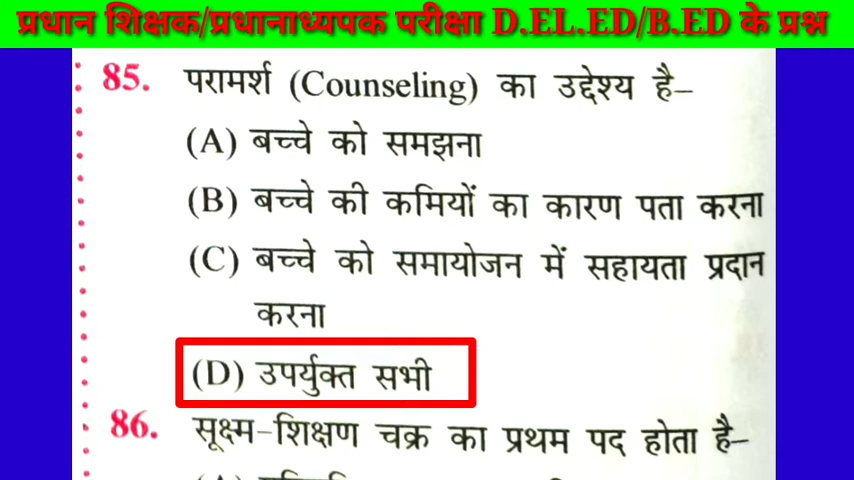 प्रधान शिक्षक/प्रधानाध्यपक परीक्षा D.EL.ED/B.ED के प्रश्न
85. परामर्श (Counseling) का उद्देश्य है–
(A) बच्चे को समझना
(B) बच्चे की कमियों का कारण पता करना
(C) बच्चे को समायोजन में सहायता प्रदान
करना
(D) उपर्युक्त सभी
86. सूक्ष्म-शिक्षण चक्र का प्रथम पद होता है–